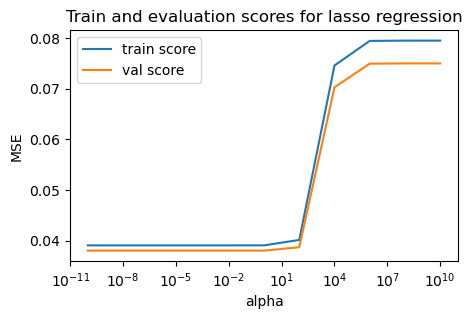 Train and evaluation scores for lasso regression
train score
val score
0.08
0.07
0.06
0.05
0.04
MSE
10⁻¹¹ 10⁻⁸ 10⁻⁵ 10⁻² 10¹ 10⁴ 10⁷ 10¹⁰
alpha